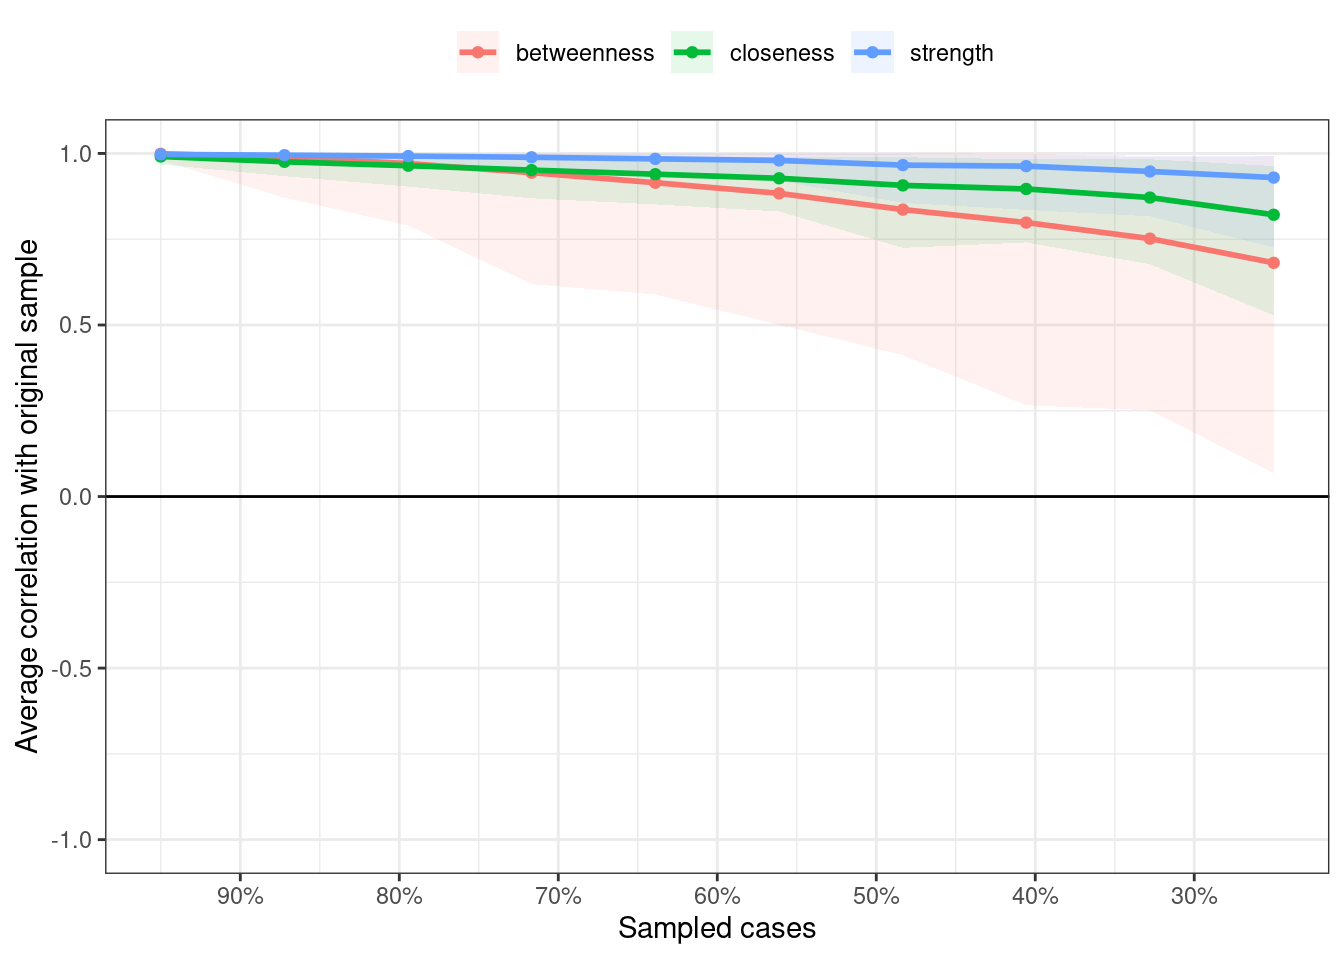 betweenness closeness strength
1.0
0.5
0.0
-0.5
-1.0
Average correlation with original sample
90% 80% 70% 60% 50% 40% 30%
Sampled cases